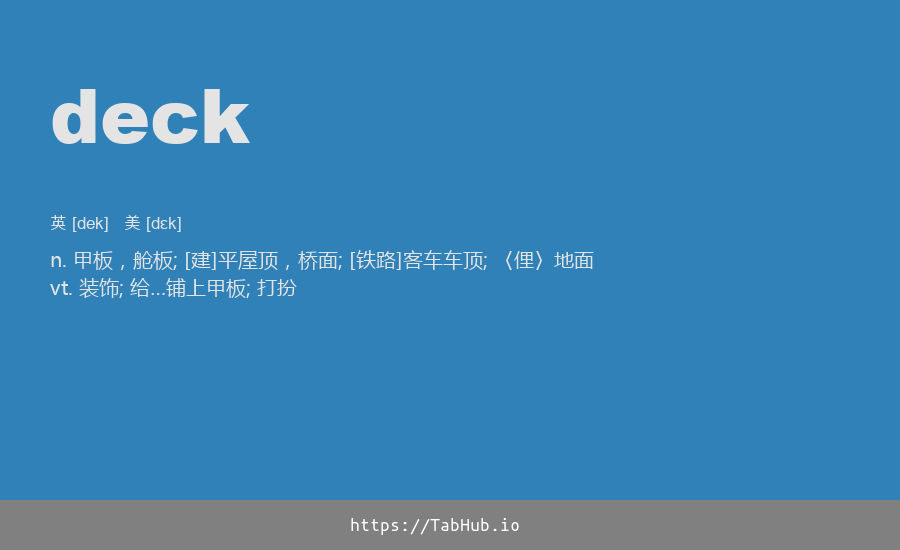 deck
英 [dek] 美 [dɛk]
n. 甲板，舱板; [建]平屋顶，桥面; [铁路]客车车顶; 〈俚〉地面
vt. 装饰; 给...铺上甲板; 打扮
https://TabHub.io